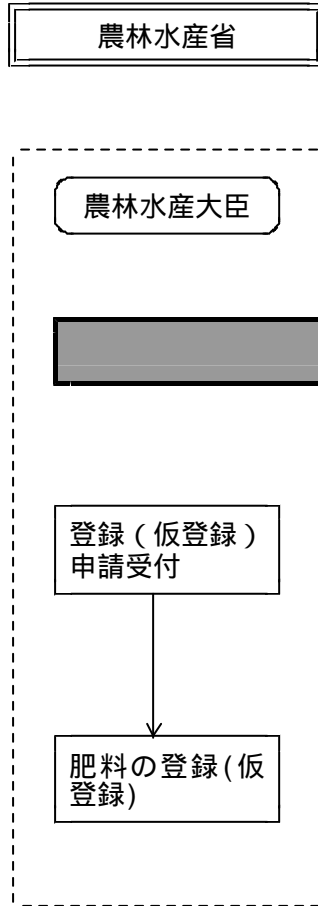 農林水産省
農林水産大臣
登録（仮登録）
申請受付
肥料の登録(仮
登録)